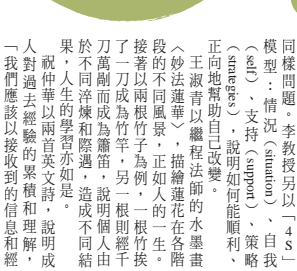 同樣問題。李教授另以「4S」
模型：情況（situation）、自我
（self）、支持（support）、策略
（strategies），說明如何能順利、
正向地幫助自己改變。
王淑青以繼程法師的水墨畫
〈妙法蓮華〉，描繪蓮花在各階
段的不同風景，正如人的一生。
接著以兩根竹子為例，一根竹挨
了一刀成為竹竿，另一根則經千
刀萬剮而成為簫笛，說明個人由
於不同淬煉和際遇，造成不同結
果，人生的學習亦如是。
祝仲華以兩首英文詩，說明成
人對過去經驗的累積和理解，
「我們應該以接收到的信息和經